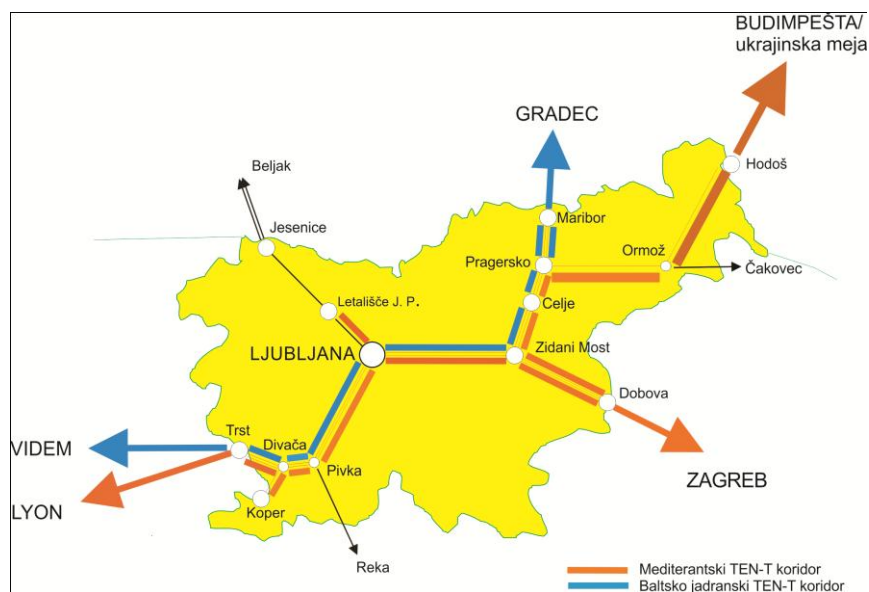 BUDIMPEŠTA/
ukrajinska meja
GRADEC
Beljak
Hodoš
Maribor
Jesenice
Ormož
Pragersko
Čakovec
Letališče J. P.
Celje
LJUBLJANA
Zidani Most
Dobova
Trst
Divača
VIDEM
Pivka
ZAGREB
LYON
Koper
Reka
Mediterantski TEN-T koridor
Baltsko jadranski TEN-T koridor